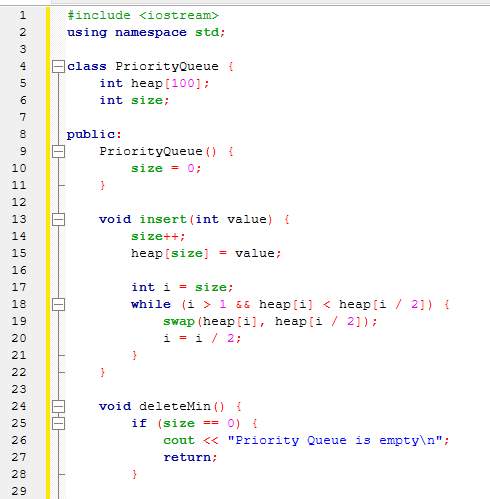 1 #include <iostream>
2 using namespace std;
3
4 class PriorityQueue {
5     int heap[100];
6     int size;
7
8 public:
9     PriorityQueue() {
10         size = 0;
11     }
12
13     void insert(int value) {
14         size++;
15         heap[size] = value;
16
17         int i = size;
18         while (i > 1 && heap[i] < heap[i / 2]) {
19             swap(heap[i], heap[i / 2]);
20             i = i / 2;
21         }
22     }
23
24     void deleteMin() {
25         if (size == 0) {
26             cout << "Priority Queue is empty\n";
27             return;
28         }
29